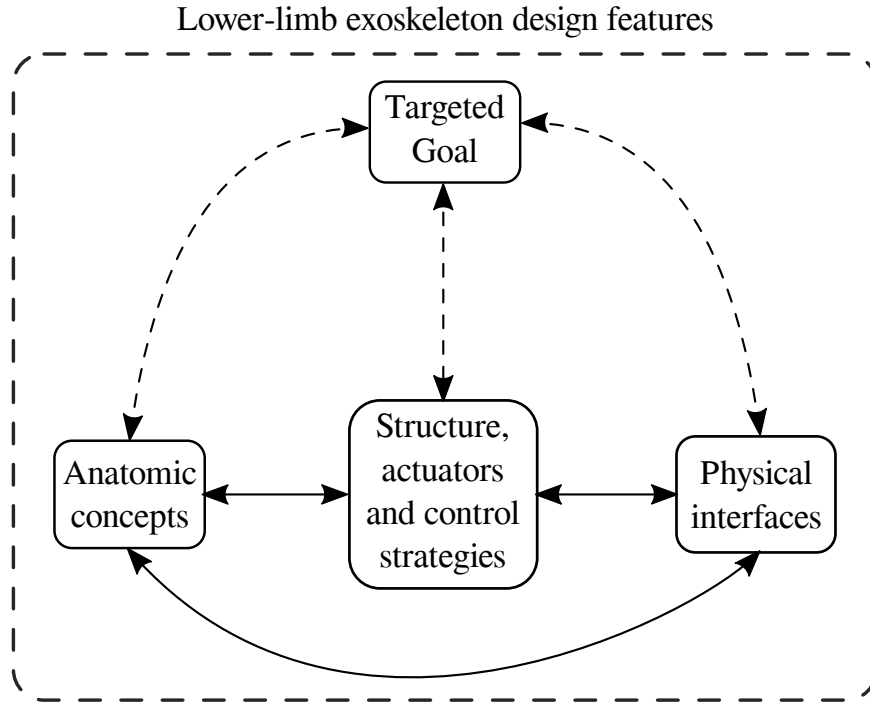 Lower-limb exoskeleton design features
Targeted
Goal
Anatomic
concepts
Structure,
actuators
and control
strategies
Physical
interfaces